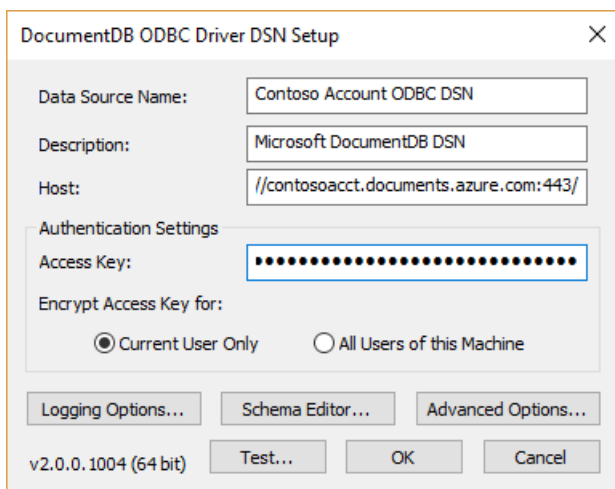 DocumentDB ODBC Driver DSN Setup
Data Source Name: Contoso Account ODBC DSN
Description: Microsoft DocumentDB DSN
Host: //contosoacct.documents.azure.com:443/
Authentication Settings
Access Key: ••••••••••••••••••••••••••••••
Encrypt Access Key for:
Current User Only All Users of this Machine
Logging Options... Schema Editor... Advanced Options...
v2.0.0.1004 (64 bit) Test... OK Cancel